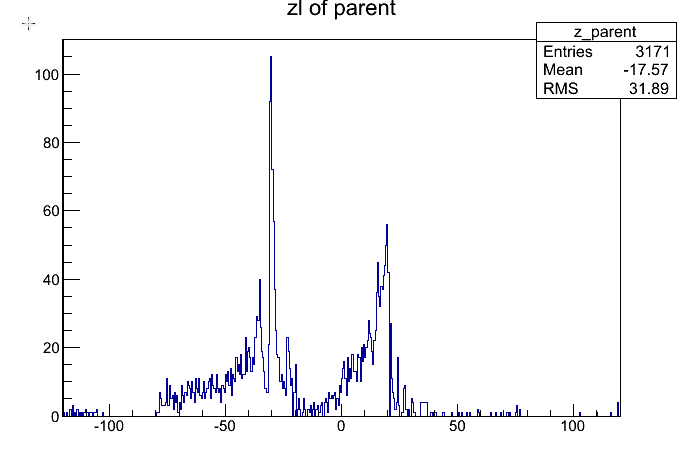 zl of parent
z_parent
Entries 3171
Mean -17.57
RMS 31.89
100
80
60
40
20
0
-100 -50 0 50 100